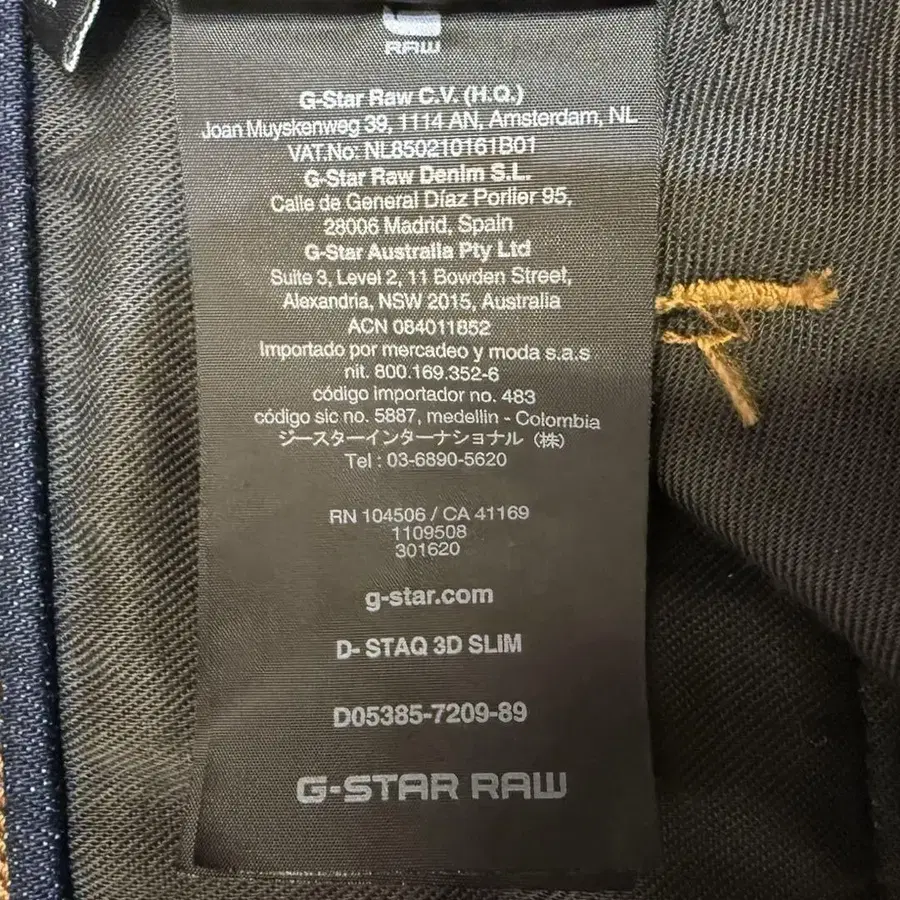 RAW
G-Star Raw C.V. (H.Q.)
Joan Muyskenweg 39, 1114 AN, Amsterdam, NL
VAT.No: NL850210161B01
G-Star Raw Denim S.L.
Calle de General Díaz Porlier 95,
28006 Madrid, Spain
G-Star Australia Pty Ltd
Suite 3, Level 2, 11 Bowden Street,
Alexandria, NSW 2015, Australia
ACN 084011852
Importado por mercadeo y moda s.a.s
nit. 800.169.352-6
código importador no. 483
código sic no. 5887, medellin - Colombia
ジースターインターナショナル（株）
Tel : 03-6890-5620
RN 104506 / CA 41169
1109508
301620
g-star.com
D- STAQ 3D SLIM
D05385-7209-89
G-STAR RAW